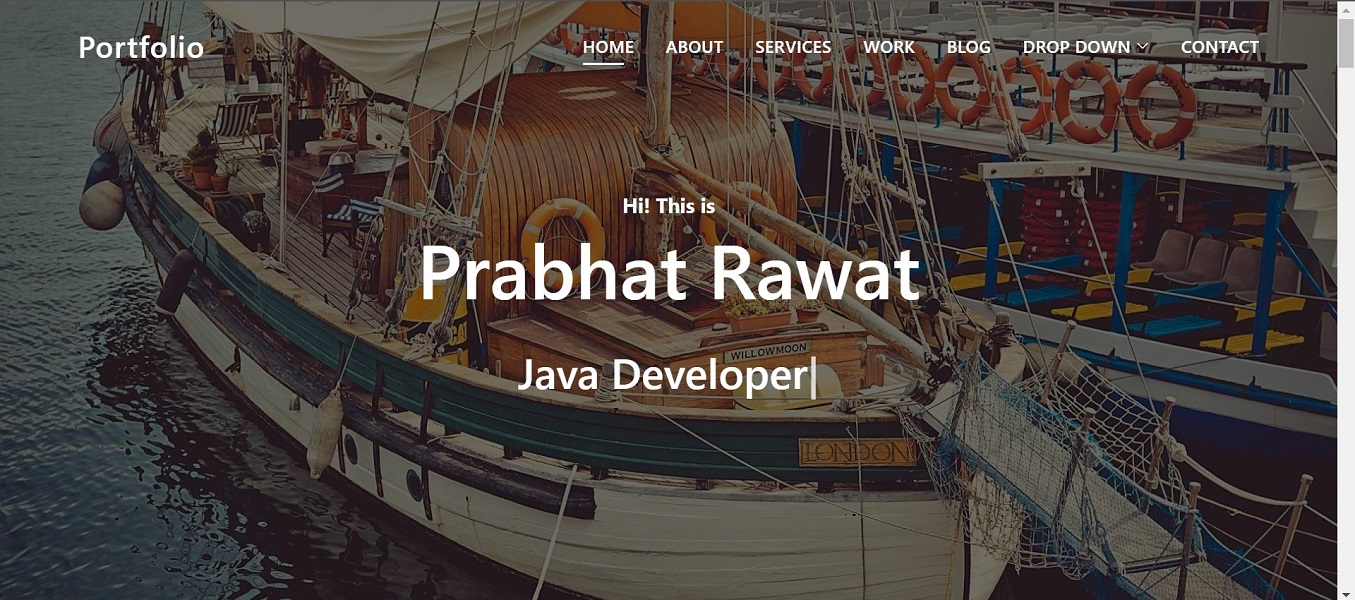 Portfolio
HOME ABOUT SERVICES WORK BLOG DROP DOWN CONTACT
Hi! This is
Prabhat Rawat
WILLOWMOON
Java Developer|
LONDON